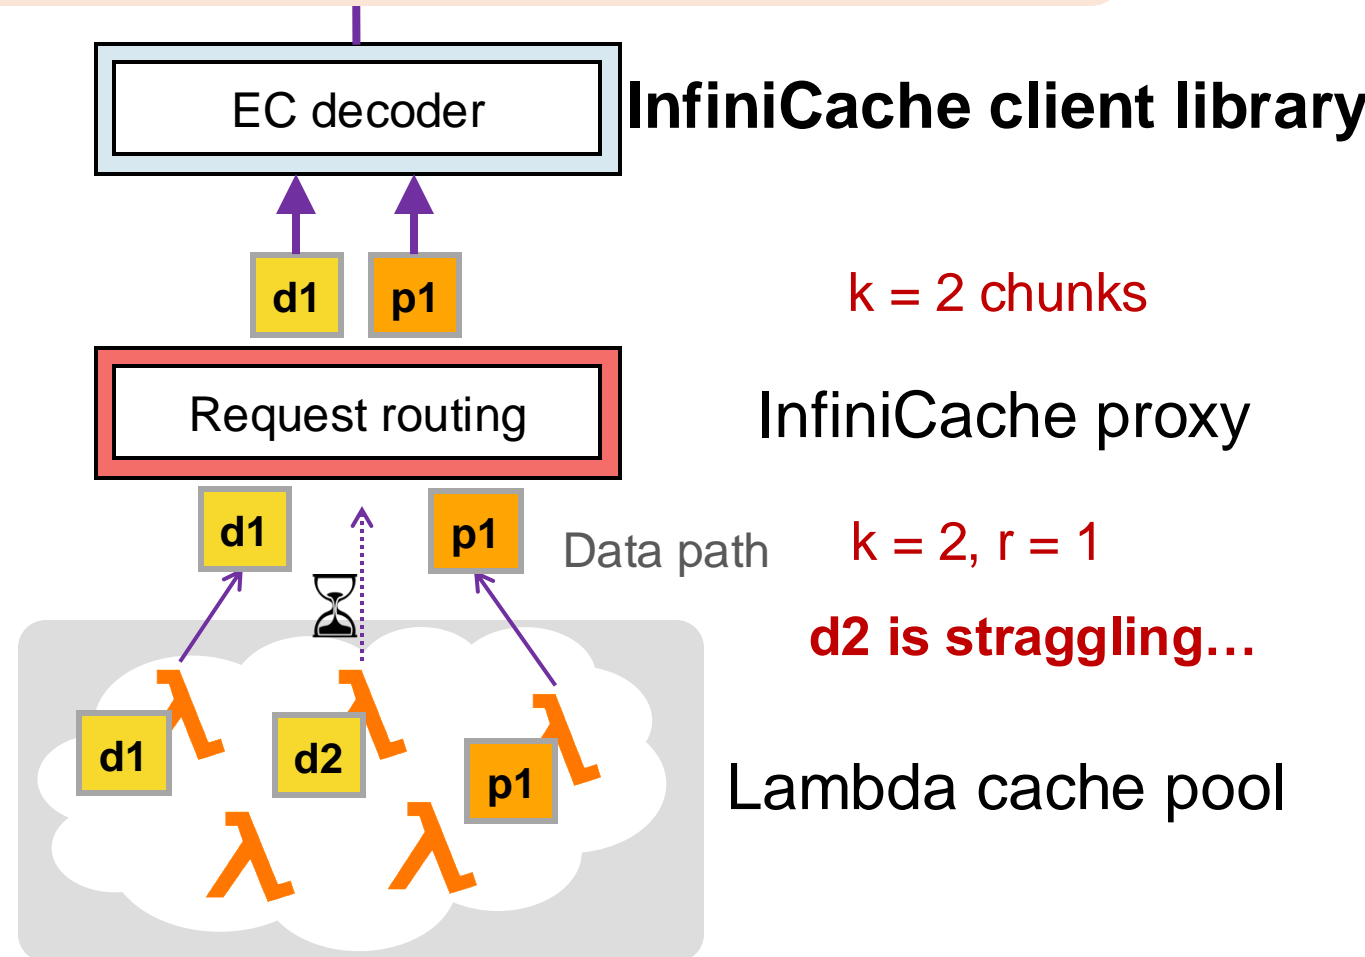 EC decoder
InfiniCache client library
d1
p1
k = 2 chunks
Request routing
InfiniCache proxy
d1
p1
Data path
k = 2, r = 1
d2 is straggling…
λ
λ
λ
d1
d2
p1
Lambda cache pool
λ
λ